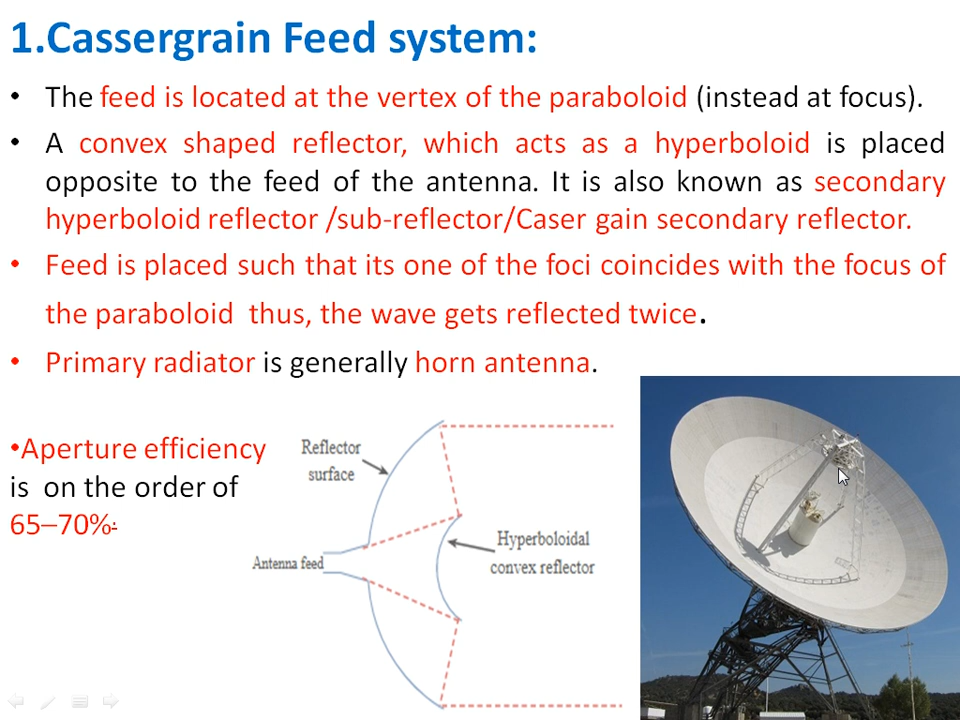 1.Cassergrain Feed system:
• The feed is located at the vertex of the paraboloid (instead at focus).
• A convex shaped reflector, which acts as a hyperboloid is placed
opposite to the feed of the antenna. It is also known as secondary
hyperboloid reflector /sub-reflector/Caser gain secondary reflector.
• Feed is placed such that its one of the foci coincides with the focus of
the paraboloid thus, the wave gets reflected twice.
• Primary radiator is generally horn antenna.
•Aperture efficiency
is on the order of
65–70%.
Reflector
surface
Antenna feed
Hyperboloidal
convex reflector